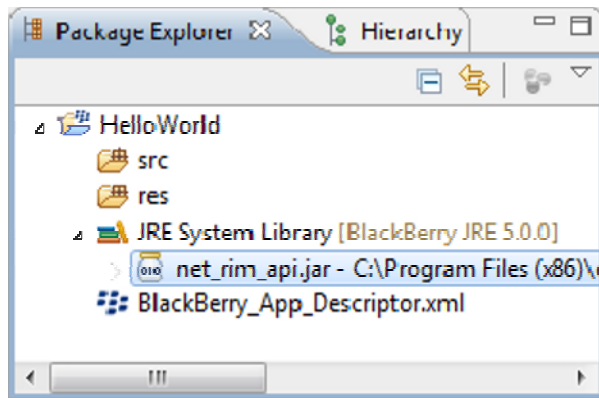 Package Explorer Hierarchy
HelloWorld
src
res
JRE System Library [BlackBerry JRE 5.0.0]
net_rim_api.jar - C:\Program Files (x86)\
BlackBerry_App_Descriptor.xml